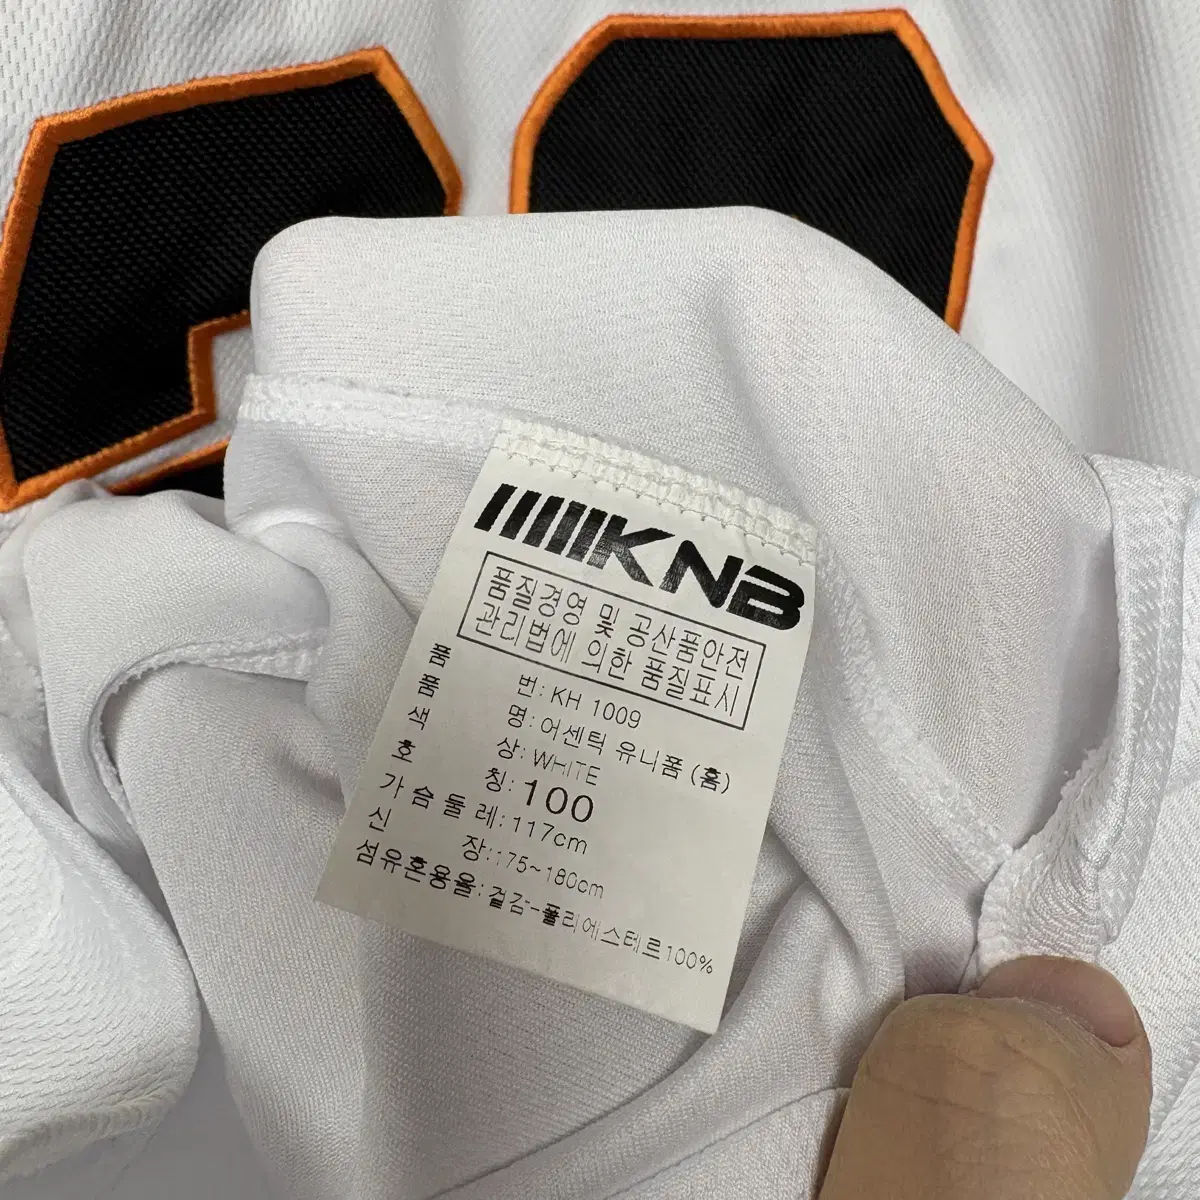 KNB
품질경영 및 공산품안전
관리법에 의한 품질표시
품 번: KH 1009
품 명: 어센틱 유니폼 (홈)
색 상: WHITE
호 칭: 100
가 슴 둘 레: 117cm
신 장: 175~180cm
섬유혼용율: 겉감-폴리에스테르100%